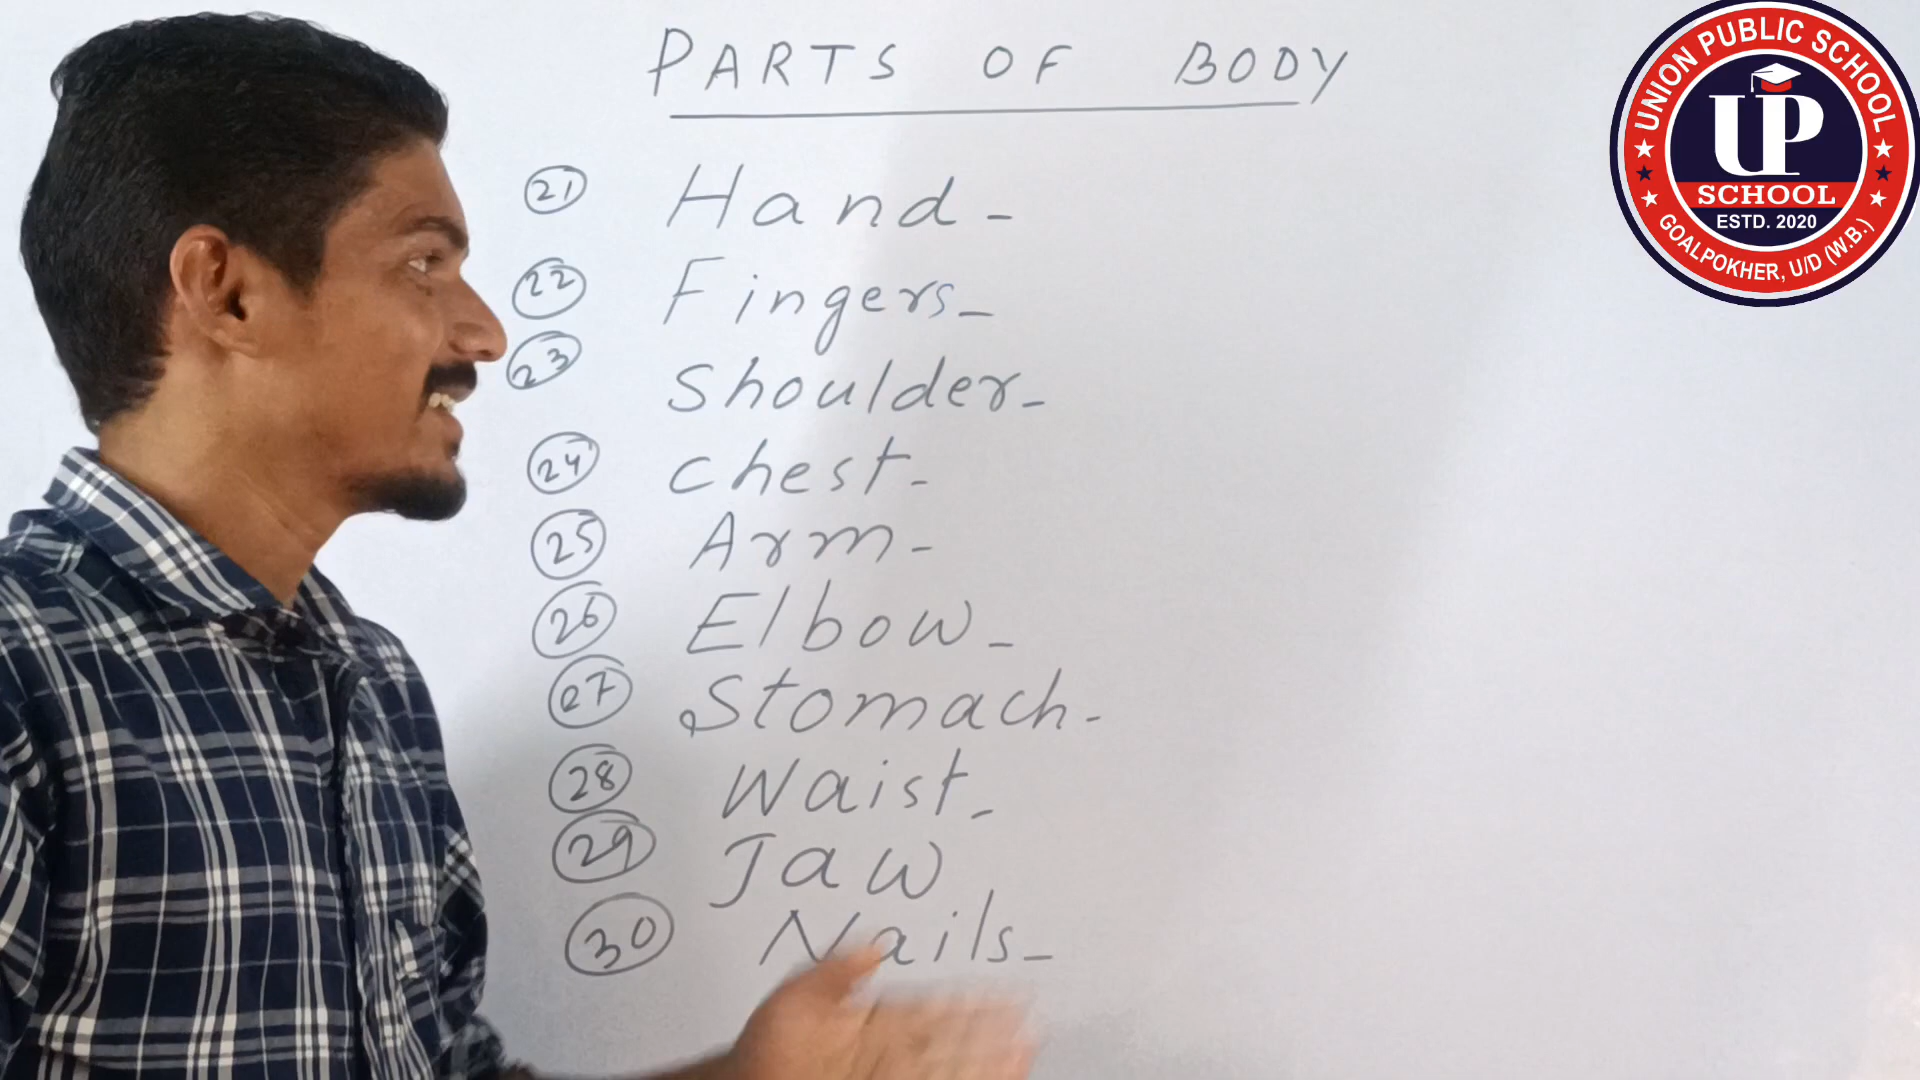 PARTS OF BODY
21 Hand -
22 Fingers -
23 Shoulder -
24 Chest -
25 Arm -
26 Elbow -
27 Stomach -
28 Waist -
29 Jaw
30 Nails -
UNION PUBLIC SCHOOL
UP
SCHOOL
ESTD. 2020
GOALPOKHER, U/D (W.B.)